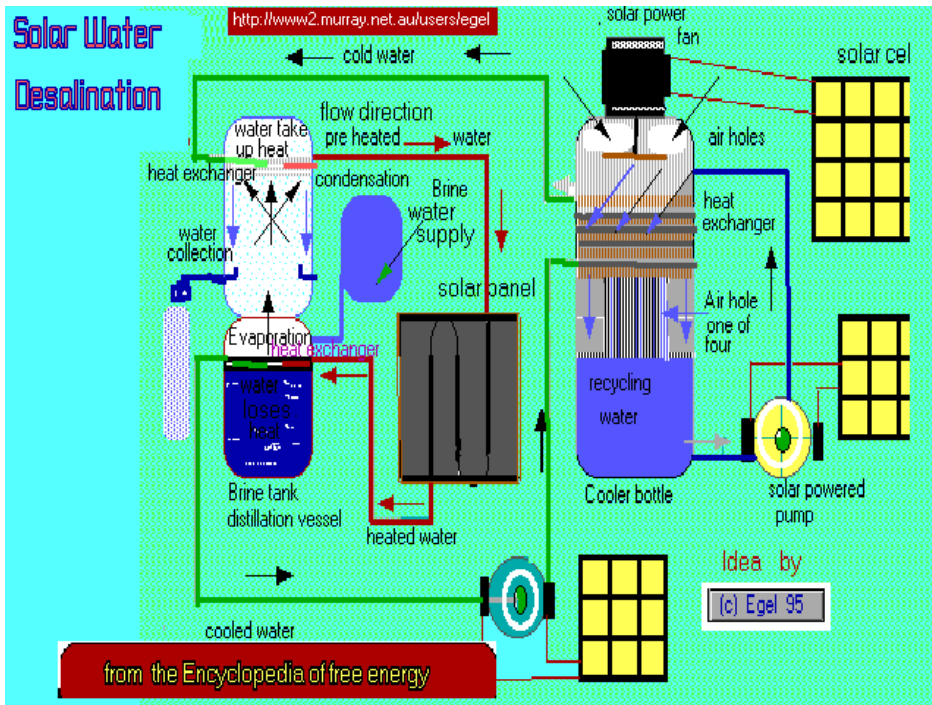 Solar Water
Desalination
http://www2.murray.net.au/users/egel
solar power
fan
solar cel
cold water
flow direction
pre heated
water
water take
up heat
heat exchanger
condensation
air holes
Brine
water
supply
heat
exchanger
water
collection
solar panel
Air hole
one of
four
Evaporation
heat exchanger
water
loses
heat
recycling
water
Brine tank
distillation vessel
heated water
Cooler bottle
solar powered
pump
Idea by
(c) Egel 95
cooled water
from the Encyclopedia of free energy